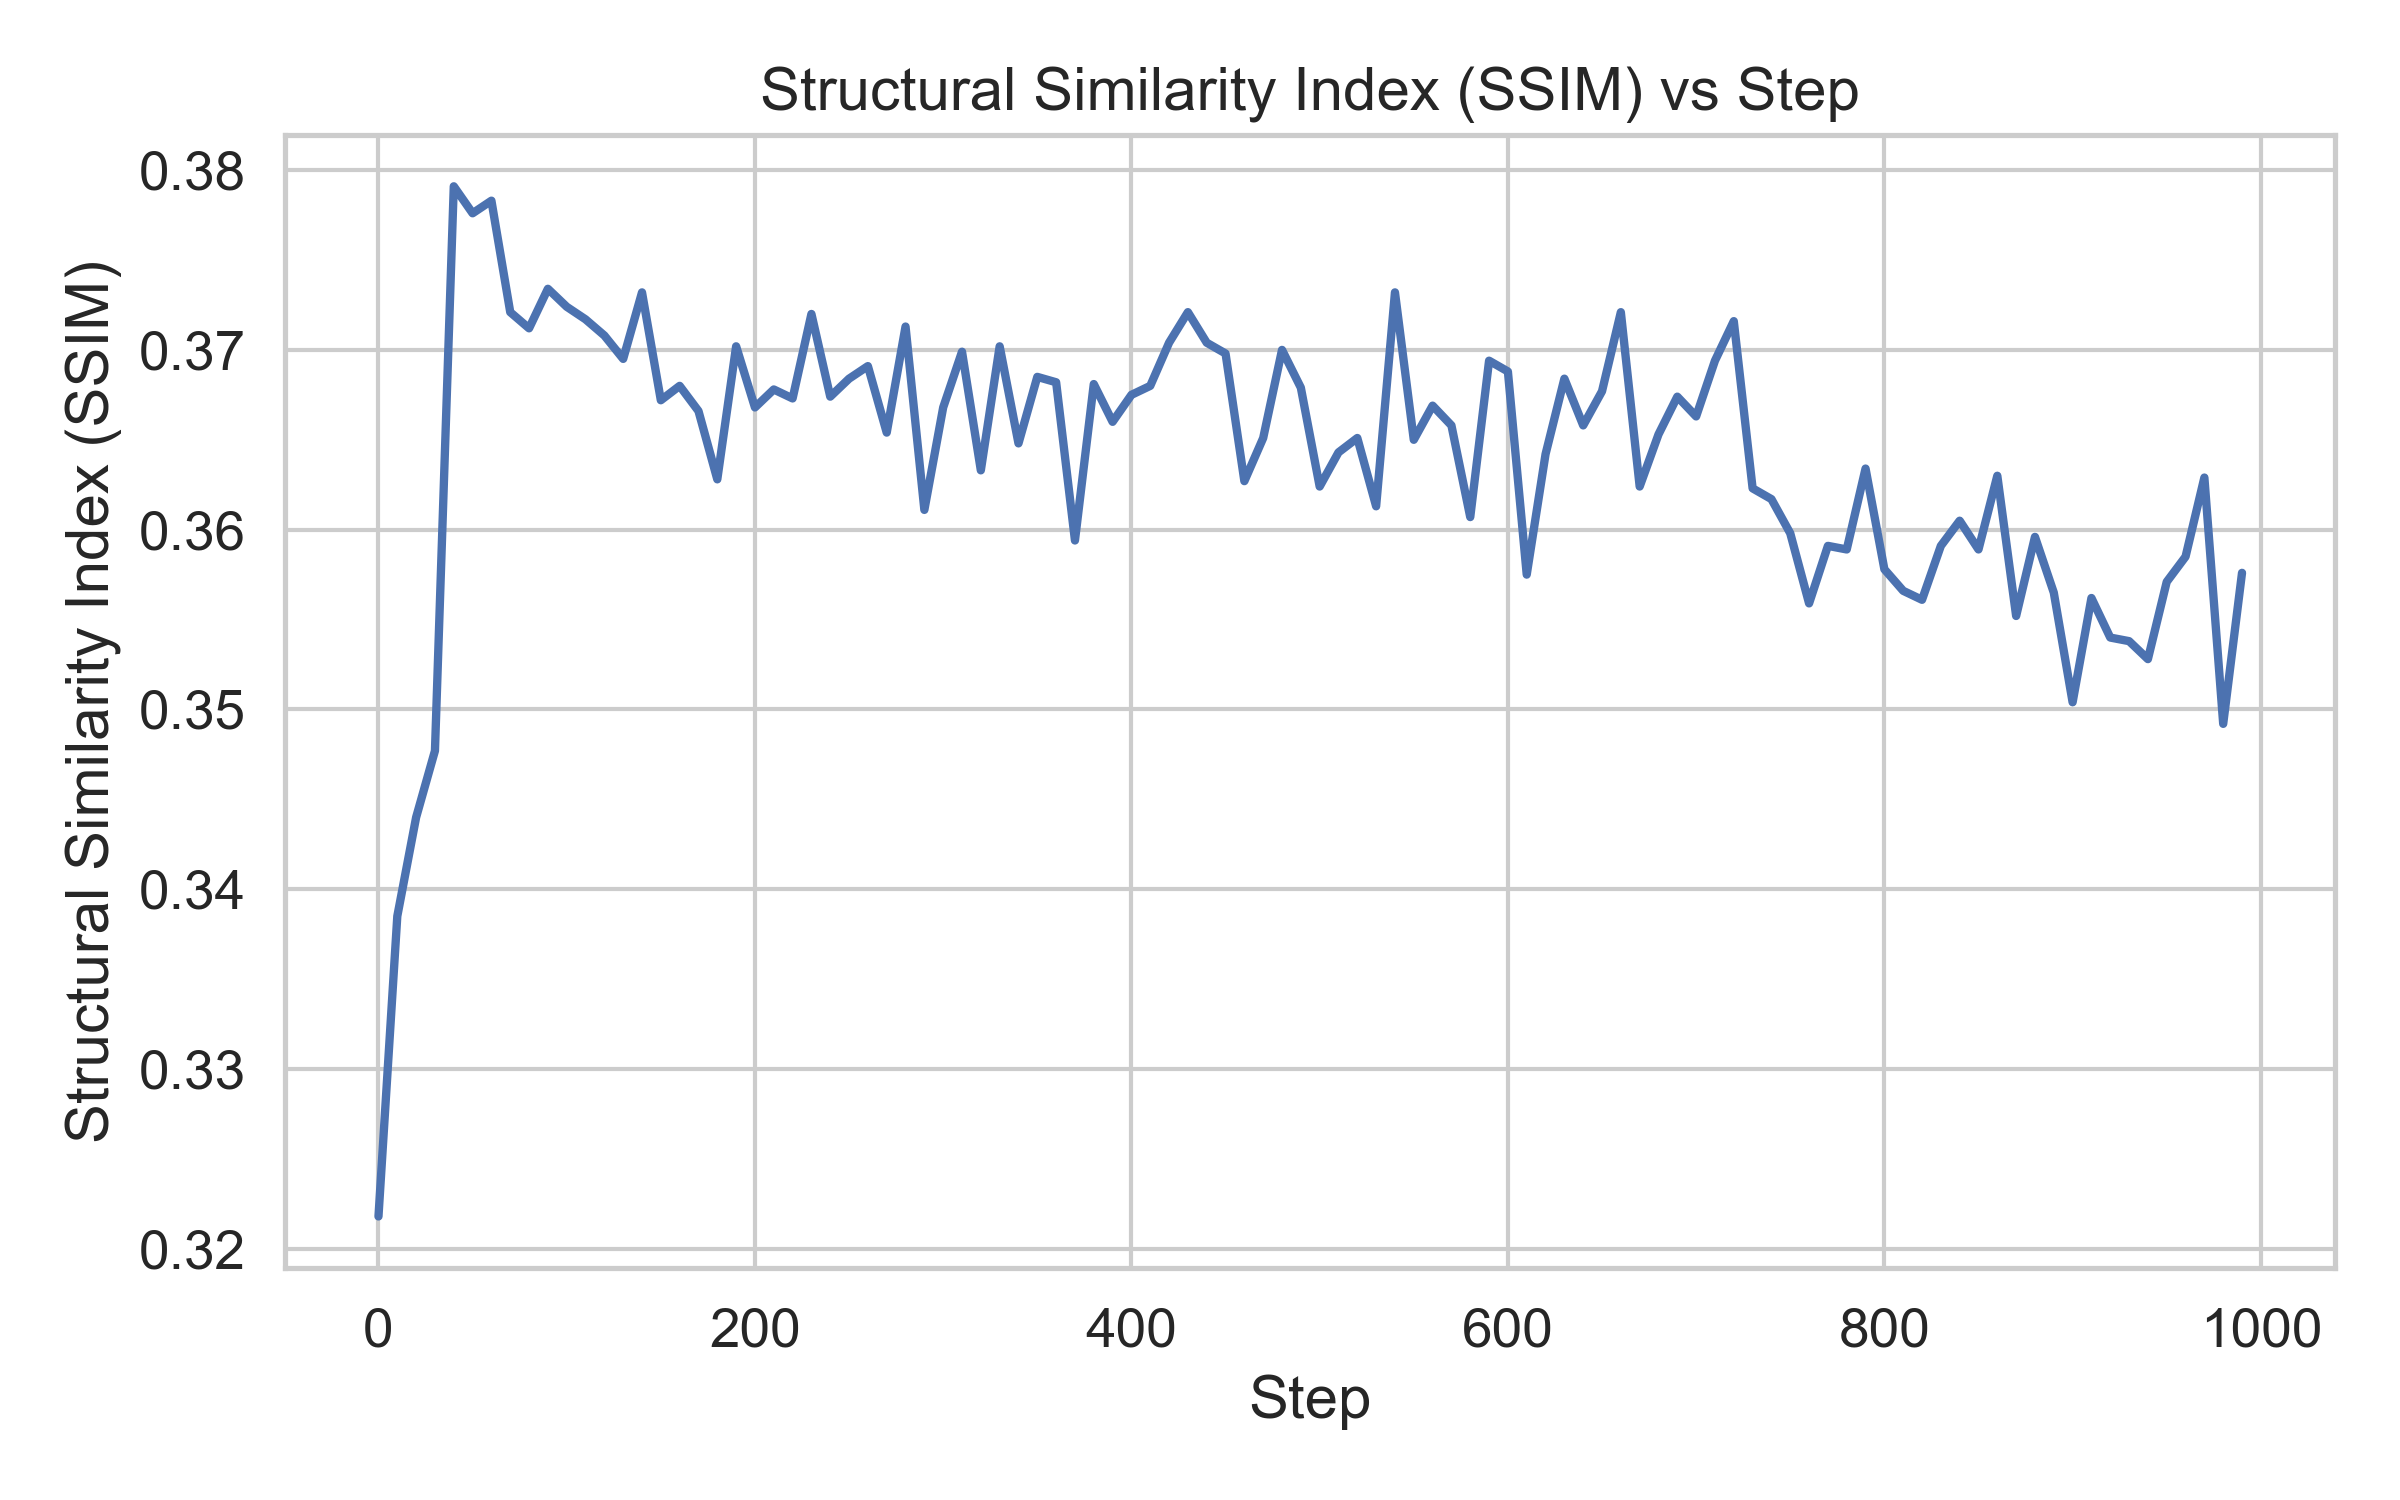 Structural Similarity Index (SSIM) vs Step
Structural Similarity Index (SSIM)
0.38
0.37
0.36
0.35
0.34
0.33
0.32
0 200 400 600 800 1000
Step